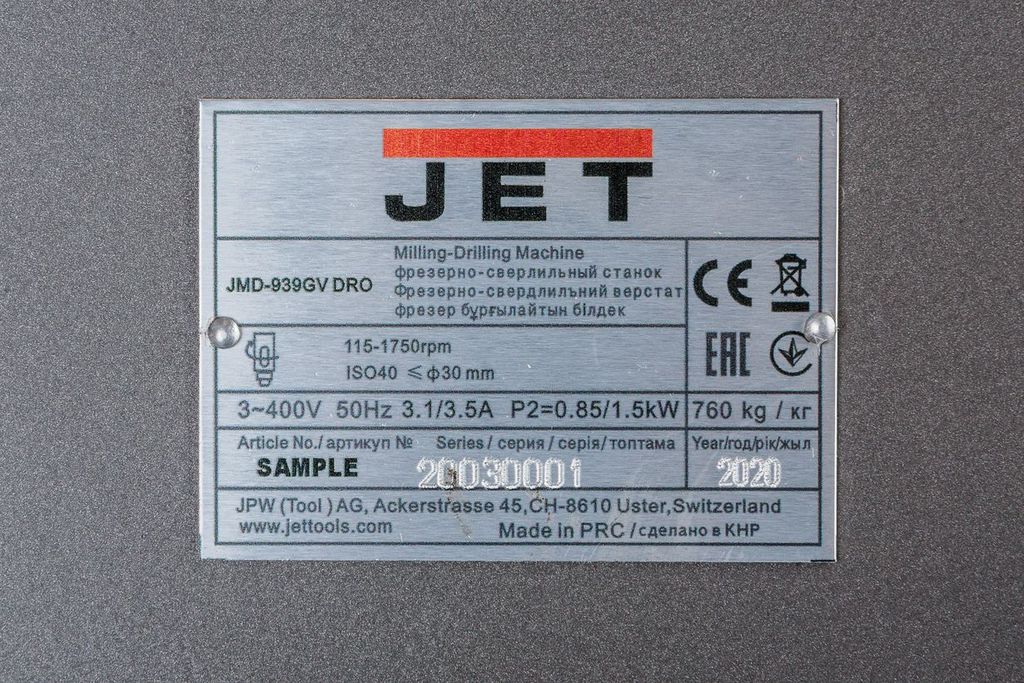 JET
JMD-939GV DRO
Milling-Drilling Machine
фрезерно-сверлильный станок
Фрезерно-свердлильний верстат
фрезер бұрғылайтын білдек
CE
EAC
115-1750rpm
ISO40 ≤ ф30 mm
3~400V 50Hz 3.1/3.5A P2=0.85/1.5kW 760 kg / кг
Article No./ артикул № Series/ серия / серія/ топтама Year/год/рік/жыл
SAMPLE 20030001 2020
JPW (Tool) AG, Ackerstrasse 45,CH-8610 Uster,Switzerland
www.jettools.com Made in PRC / сделано в КНР